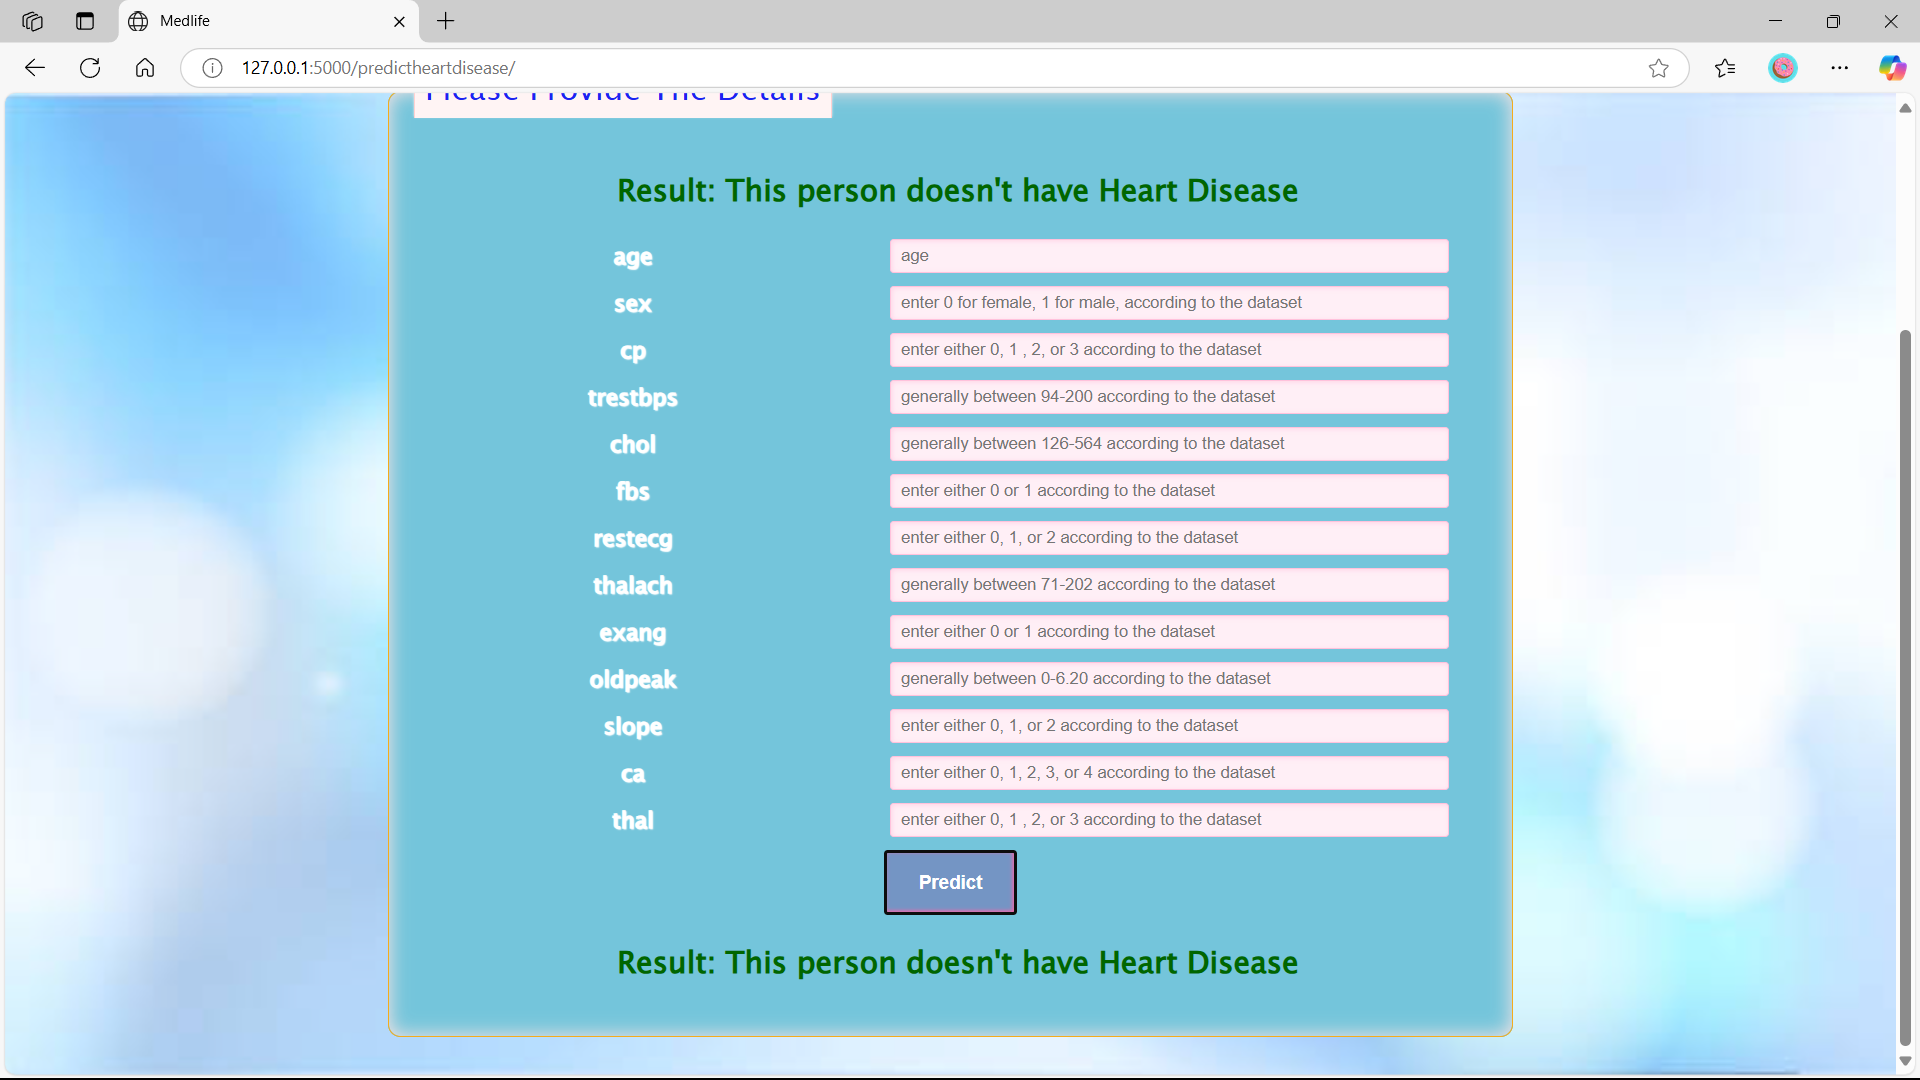 Medlife
127.0.0.1:5000/predictheartdisease/
Please Provide The Details
Result: This person doesn't have Heart Disease
age age
sex enter 0 for female, 1 for male, according to the dataset
cp enter either 0, 1 , 2, or 3 according to the dataset
trestbps generally between 94-200 according to the dataset
chol generally between 126-564 according to the dataset
fbs enter either 0 or 1 according to the dataset
restecg enter either 0, 1, or 2 according to the dataset
thalach generally between 71-202 according to the dataset
exang enter either 0 or 1 according to the dataset
oldpeak generally between 0-6.20 according to the dataset
slope enter either 0, 1, or 2 according to the dataset
ca enter either 0, 1, 2, 3, or 4 according to the dataset
thal enter either 0, 1 , 2, or 3 according to the dataset
Predict
Result: This person doesn't have Heart Disease